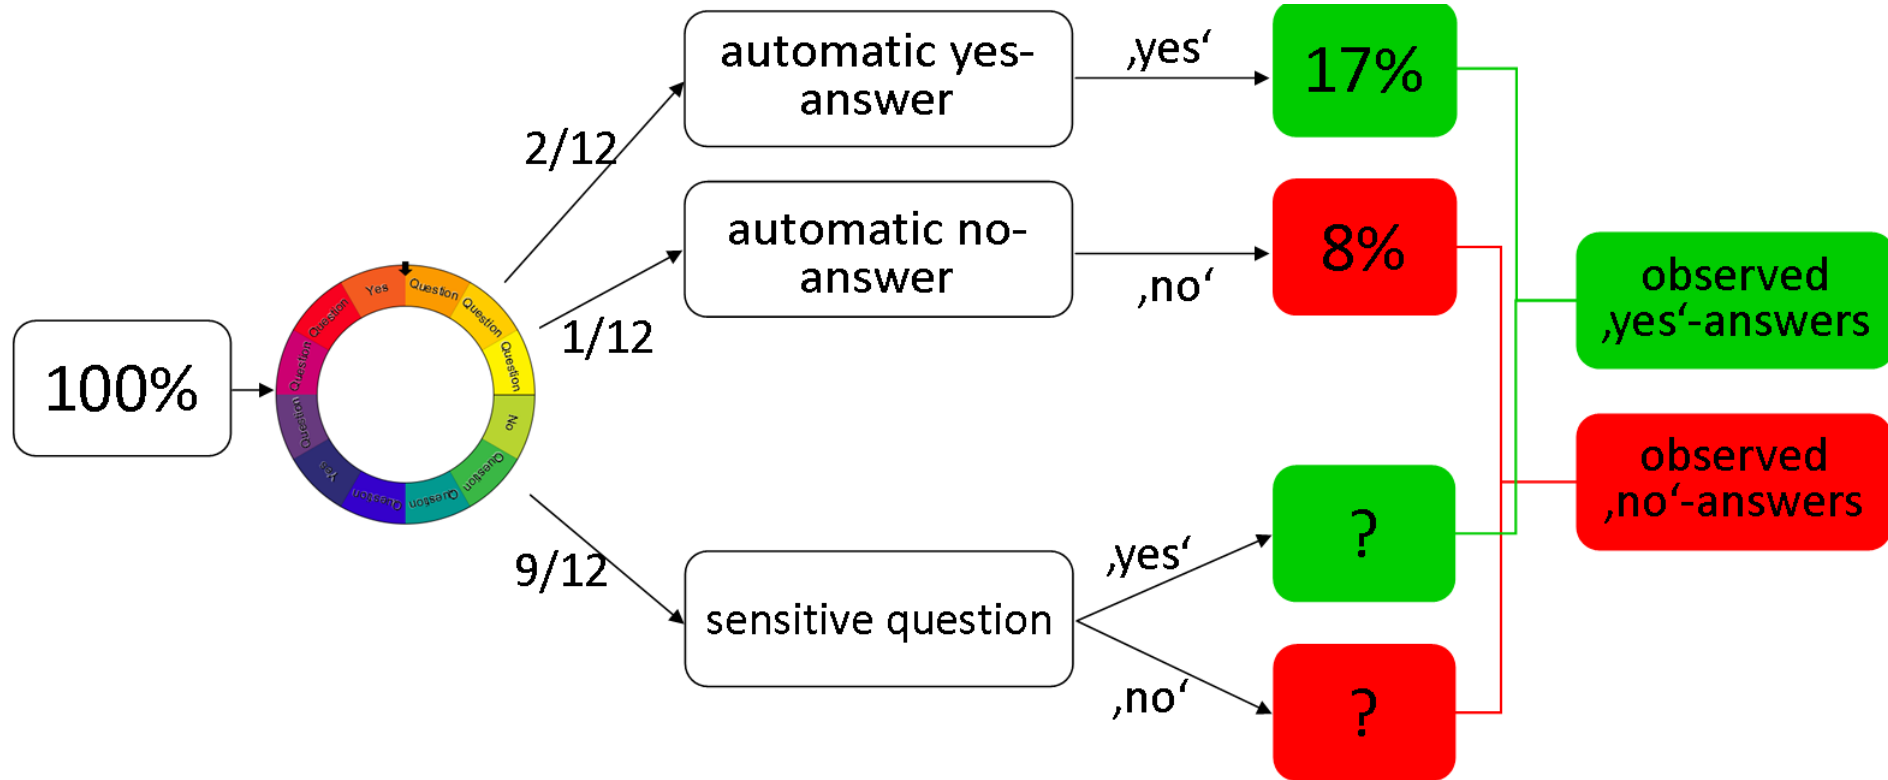 automatic yes-
answer
‚yes‘
17%
2/12
automatic no-
answer
‚no‘
8%
1/12
observed
‚yes‘-answers
100%
Yes
Question
Question
Question
No
Question
Question
Question
Yes
Question
Question
Question
observed
‚no‘-answers
9/12
sensitive question
‚yes‘
?
‚no‘
?